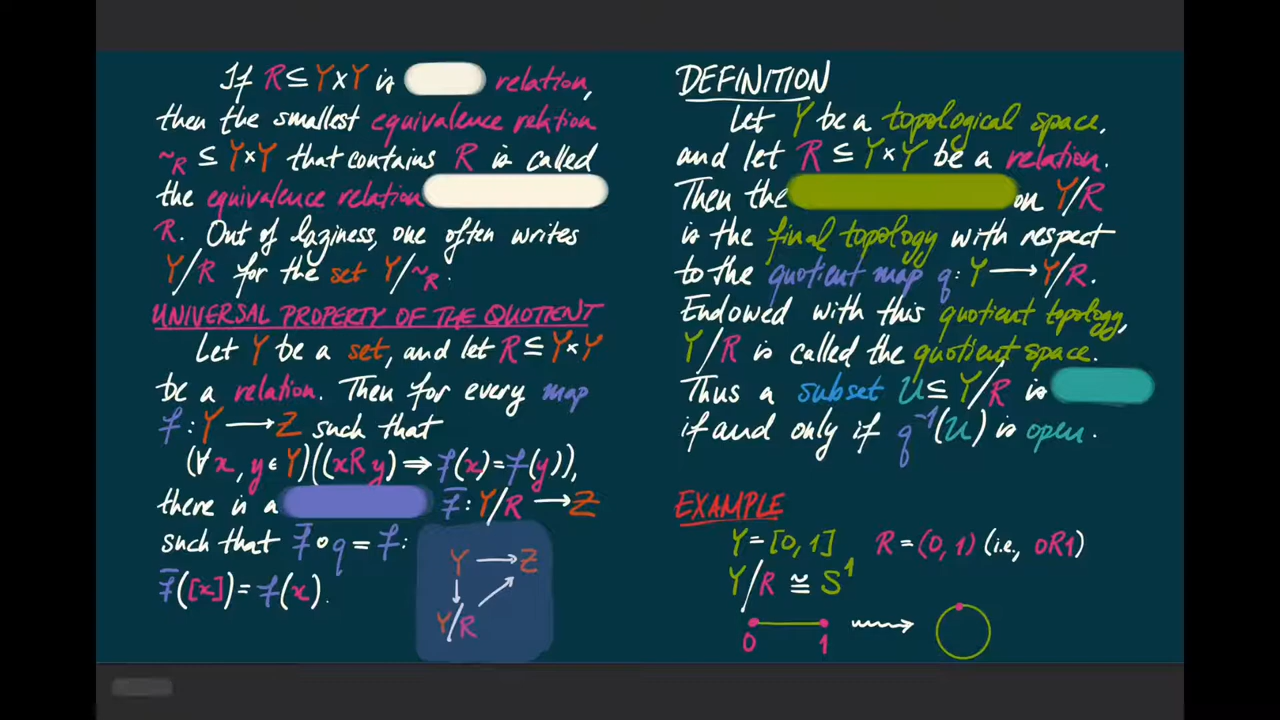 If R ⊆ Y×Y is relation,
then the smallest equivalence relation
~R ⊆ Y×Y that contains R is called
the equivalence relation
R. Out of laziness, one often writes
Y/R for the set Y/~R.
UNIVERSAL PROPERTY OF THE QUOTIENT
Let Y be a set, and let R ⊆ Y×Y
be a relation. Then for every map
f: Y → Z such that
(∀x, y ∈ Y)((xRy) ⇒ f(x)=f(y)),
there is a f̄: Y/R → Z
such that f̄∘q = f:
f̄([x]) = f(x).
Y → Z
Y/R
DEFINITION
Let Y be a topological space,
and let R ⊆ Y×Y be a relation.
Then the on Y/R
is the final topology with respect
to the quotient map q: Y → Y/R.
Endowed with this quotient topology,
Y/R is called the quotient space.
Thus a subset U ⊆ Y/R is
if and only if q⁻¹(U) is open.
EXAMPLE
Y = [0,1] R = (0,1) (i.e., 0R1)
Y/R ≅ S¹
0 1